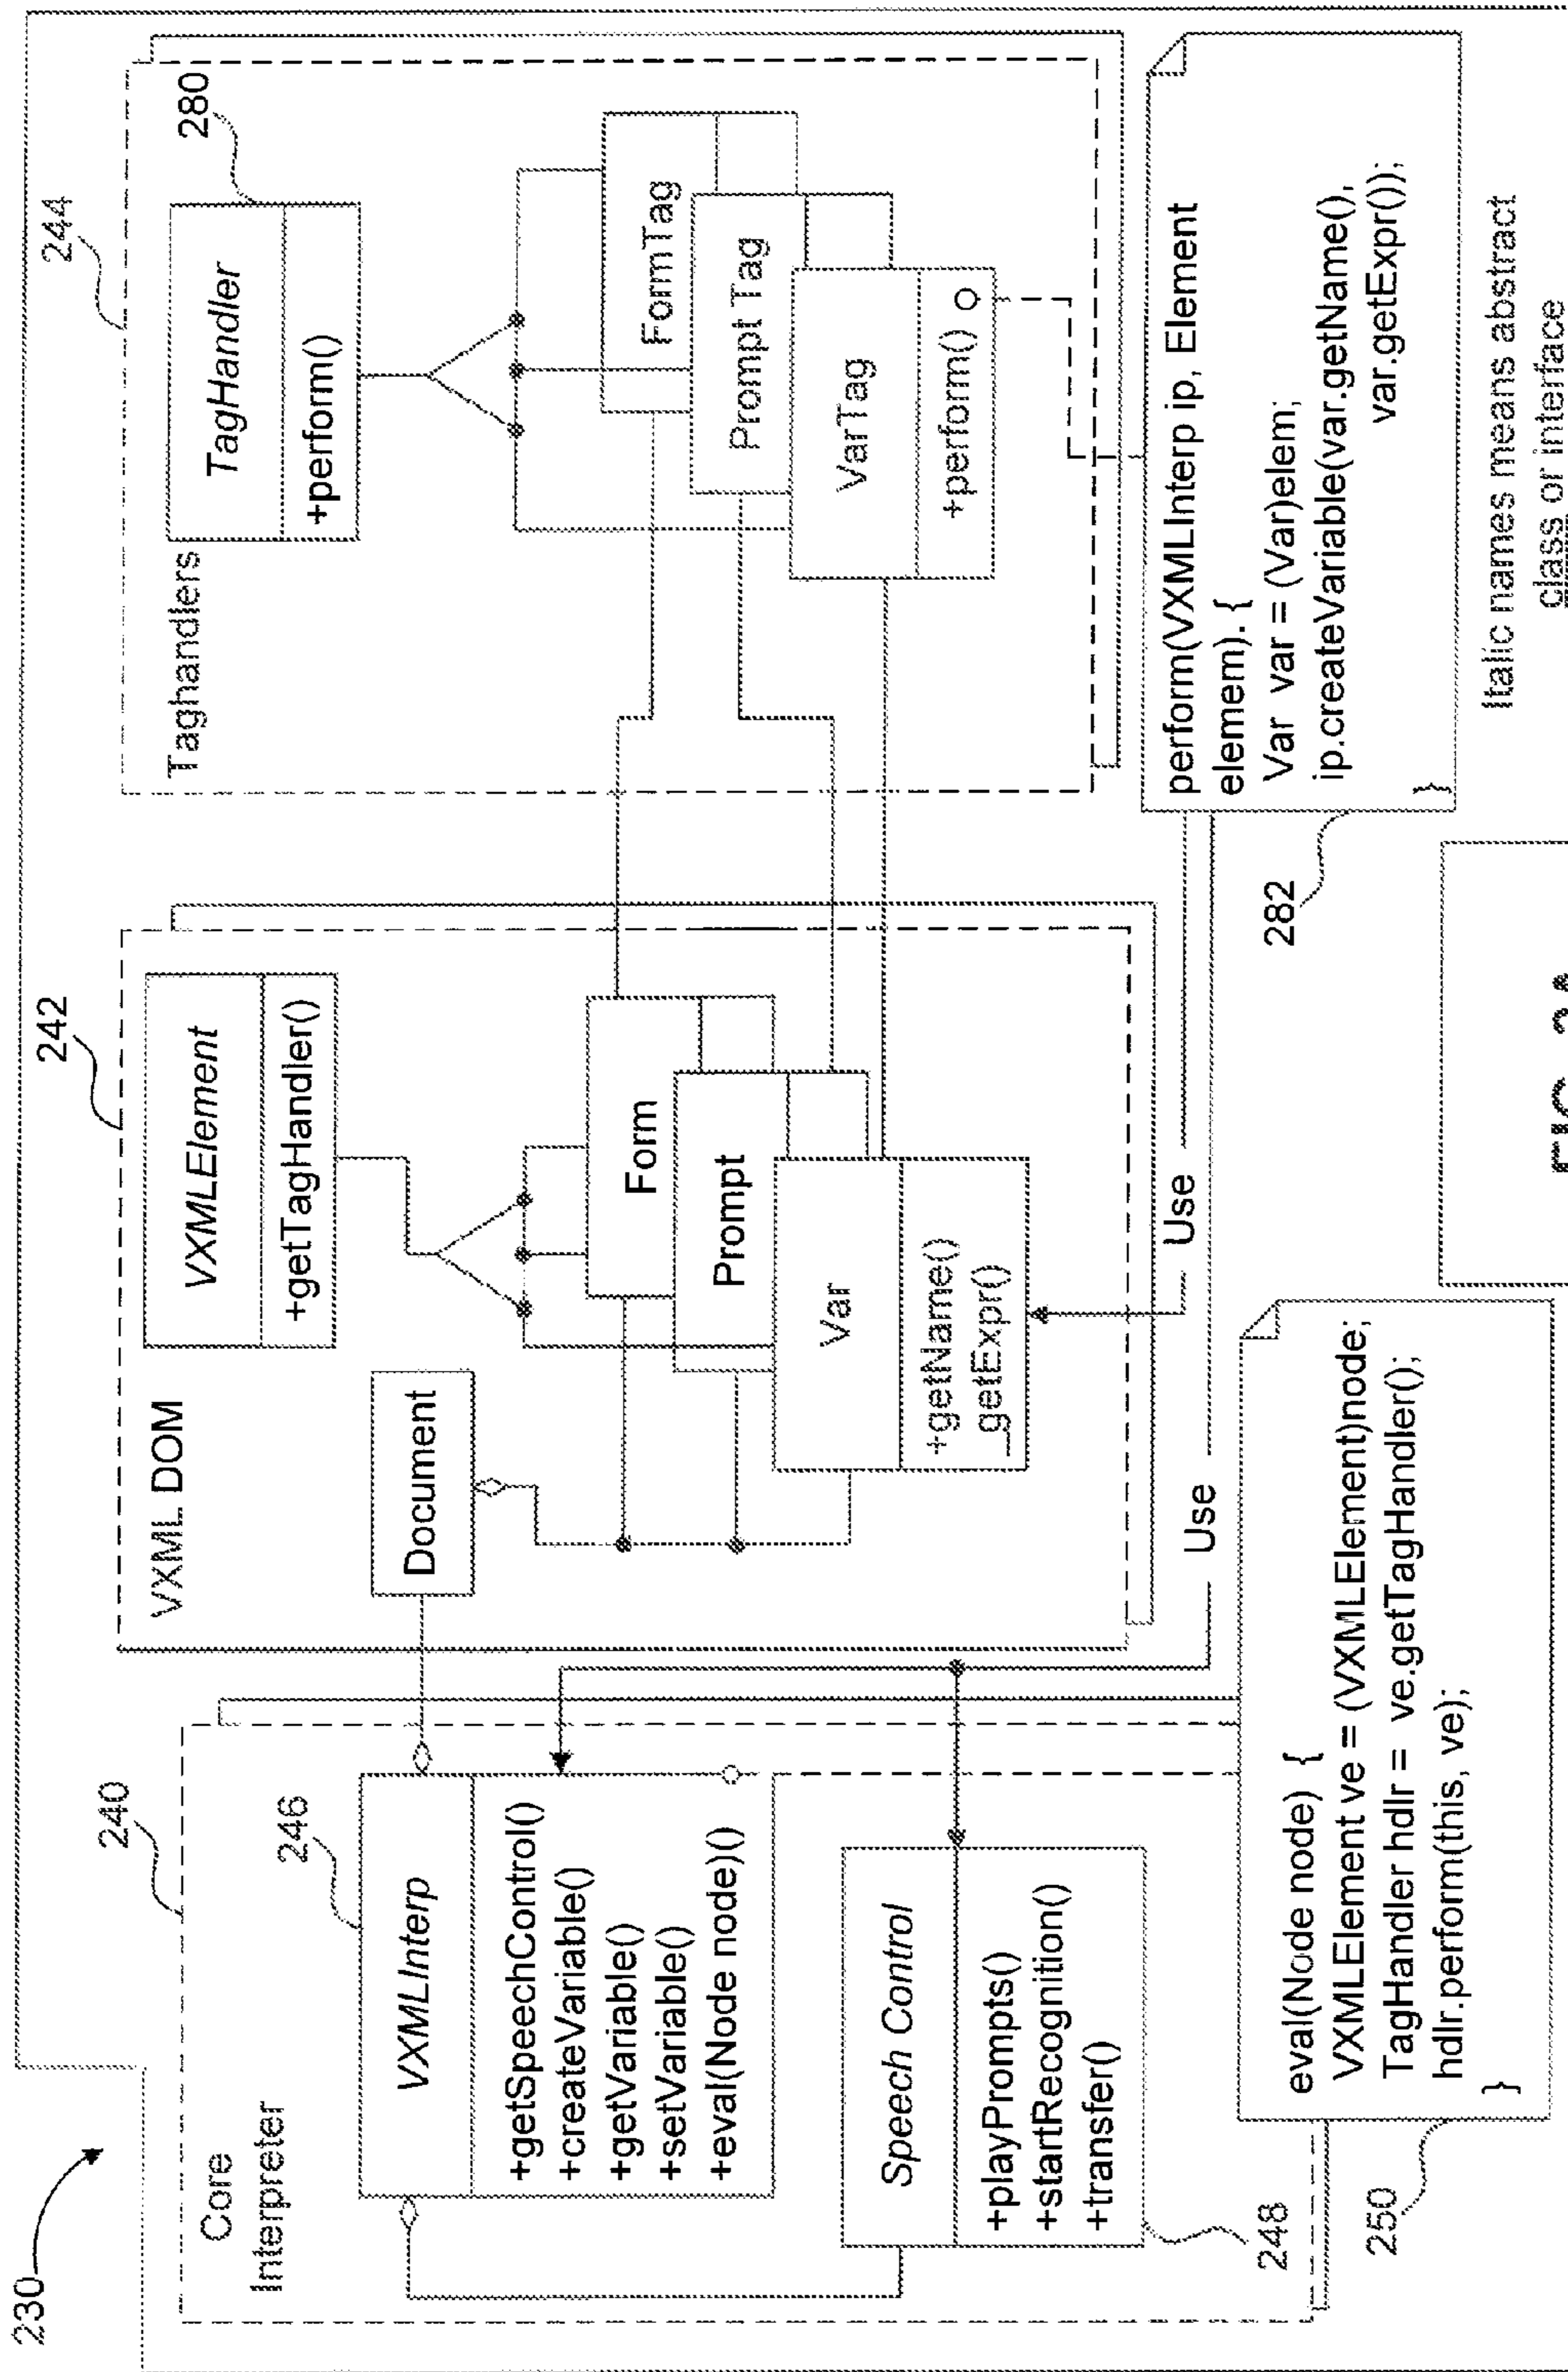 230
240
Core
Interpreter
246
VXMLInterp
+getSpeechControl()
+createVariable()
+getVariable()
+setVariable()
+eval(Node node)()
Speech Control
+playPrompts()
+startRecognition()
+transfer()
248
242
VXML DOM
VXMLElement
+getTagHandler()
Document
Form
Prompt
Var
+getName()
_getExpr()
Use
Use
244
Taghandlers
280
TagHandler
+perform()
FormTag
Prompt Tag
VarTag
+perform()
eval(Node node) {
VXMLElement ve = (VXMLElement)node;
TagHandler hdlr = ve.getTagHandler();
hdlr.perform(this, ve);
}
250
perform(VXMLInterp ip, Element
elemem). {
Var var = (Var)elem;
ip.createVariable(var.getName(),
var.getExpr());
}
282
Italic names means abstract
class or interface